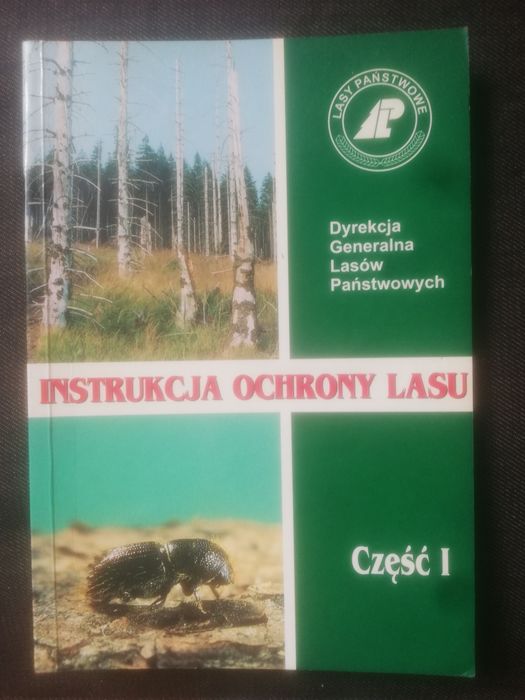 LASY PAŃSTWOWE
Dyrekcja
Generalna
Lasów
Państwowych
INSTRUKCJA OCHRONY LASU
Część I